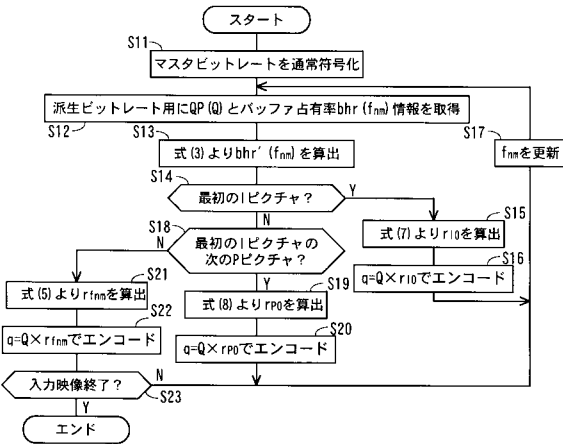 スタート
S11
マスタビットレートを通常符号化
派生ビットレート用にQP(Q)とバッファ占有率bhr(fnm)情報を取得
S12
S13
S17
式(3)よりbhr′(fnm)を算出
fnmを更新
S14
最初のIピクチャ?
Y
N
S15
式(7)よりrI0を算出
S18
最初のIピクチャの
次のPピクチャ?
N
Y
S16
q=Q×rI0でエンコード
S21
式(5)よりrfnmを算出
S19
式(8)よりrP0を算出
S22
q=Q×rfnmでエンコード
S20
q=Q×rP0でエンコード
入力映像終了?
N
S23
Y
エンド